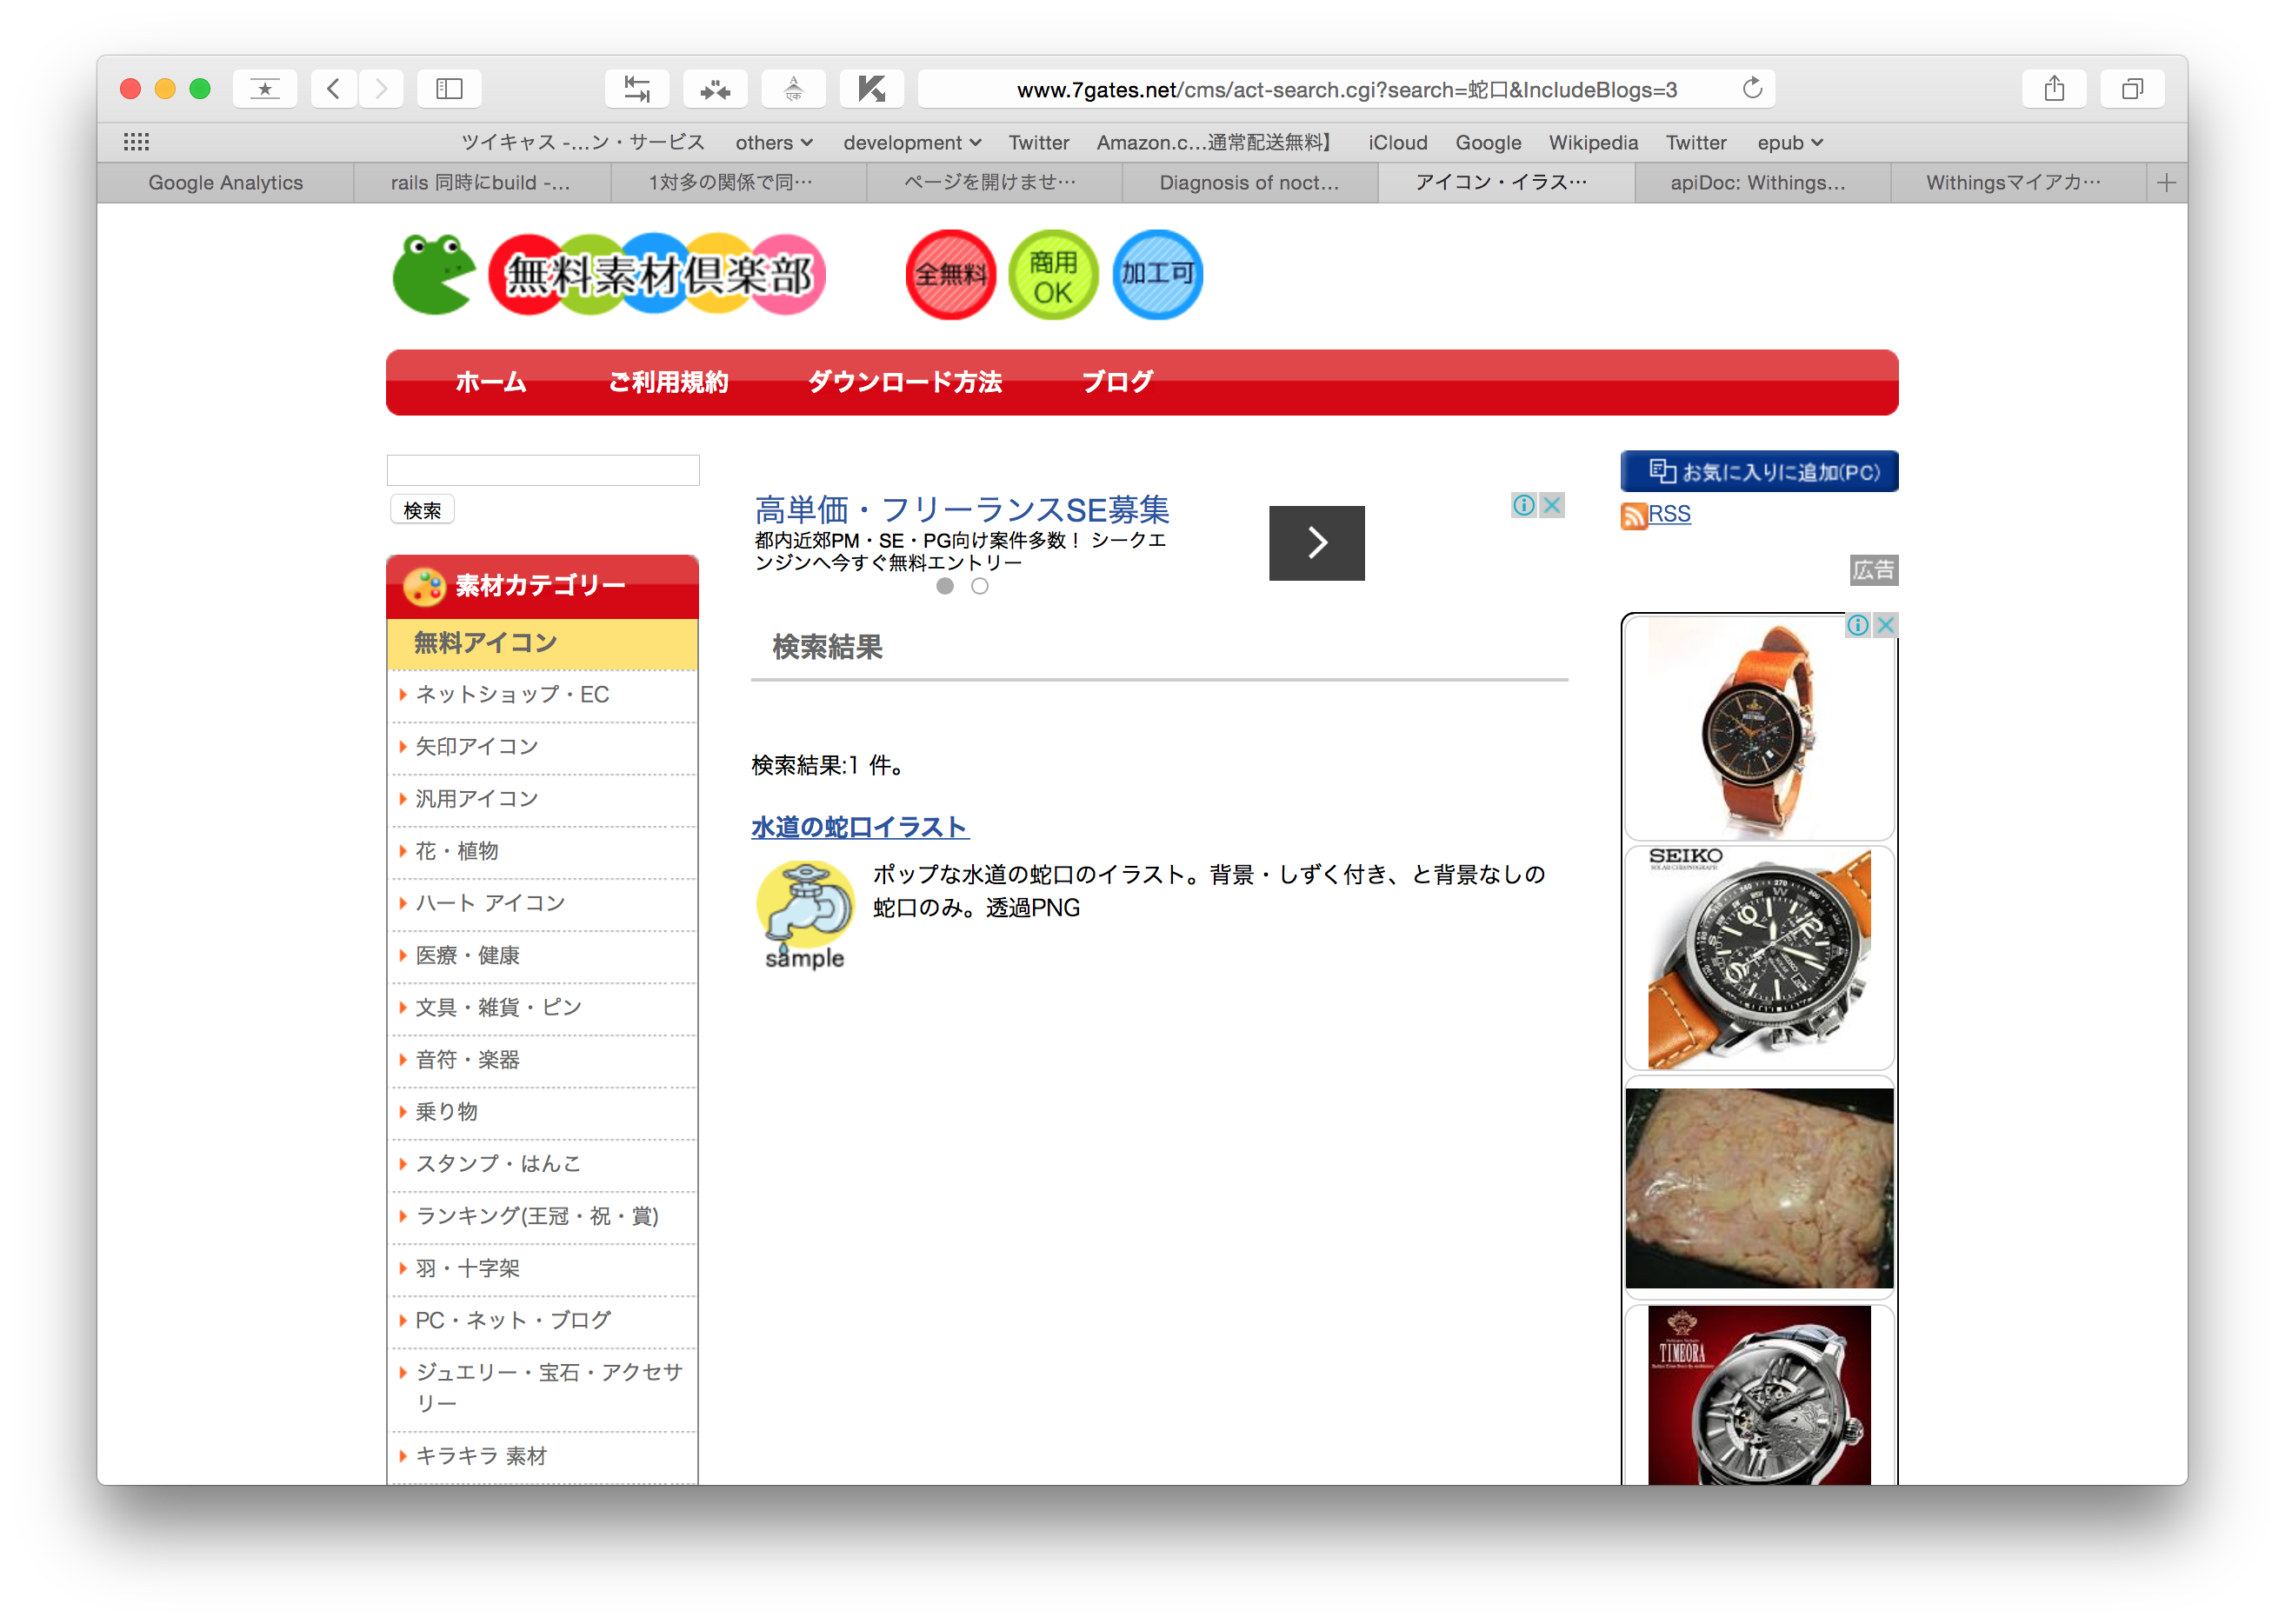 www.7gates.net/cms/act-search.cgi?search=蛇口&IncludeBlogs=3
ツイキャス -...ン・サービス
others
development
Twitter
Amazon.c...通常配送無料】
iCloud
Google
Wikipedia
Twitter
epub
Google Analytics
rails 同時にbuild -...
1対多の関係で同…
ページを開けませ…
Diagnosis of noct...
アイコン・イラス…
apiDoc: Withings...
Withingsマイアカ…
無料素材倶楽部
全無料
商用
OK
加工可
ホーム
ご利用規約
ダウンロード方法
ブログ
検索
素材カテゴリー
無料アイコン
ネットショップ・EC
矢印アイコン
汎用アイコン
花・植物
ハート アイコン
医療・健康
文具・雑貨・ピン
音符・楽器
乗り物
スタンプ・はんこ
ランキング(王冠・祝・賞)
羽・十字架
PC・ネット・ブログ
ジュエリー・宝石・アクセサ
リー
キラキラ 素材
高単価・フリーランスSE募集
都内近郊PM・SE・PG向け案件多数！ シークエ
ンジンへ今すぐ無料エントリー
検索結果
検索結果:1 件。
水道の蛇口イラスト
ポップな水道の蛇口のイラスト。背景・しずく付き、と背景なしの
蛇口のみ。透過PNG
sample
お気に入りに追加(PC)
RSS
広告
SEIKO
SOLAR CHRONOGRAPH
TIMEORA